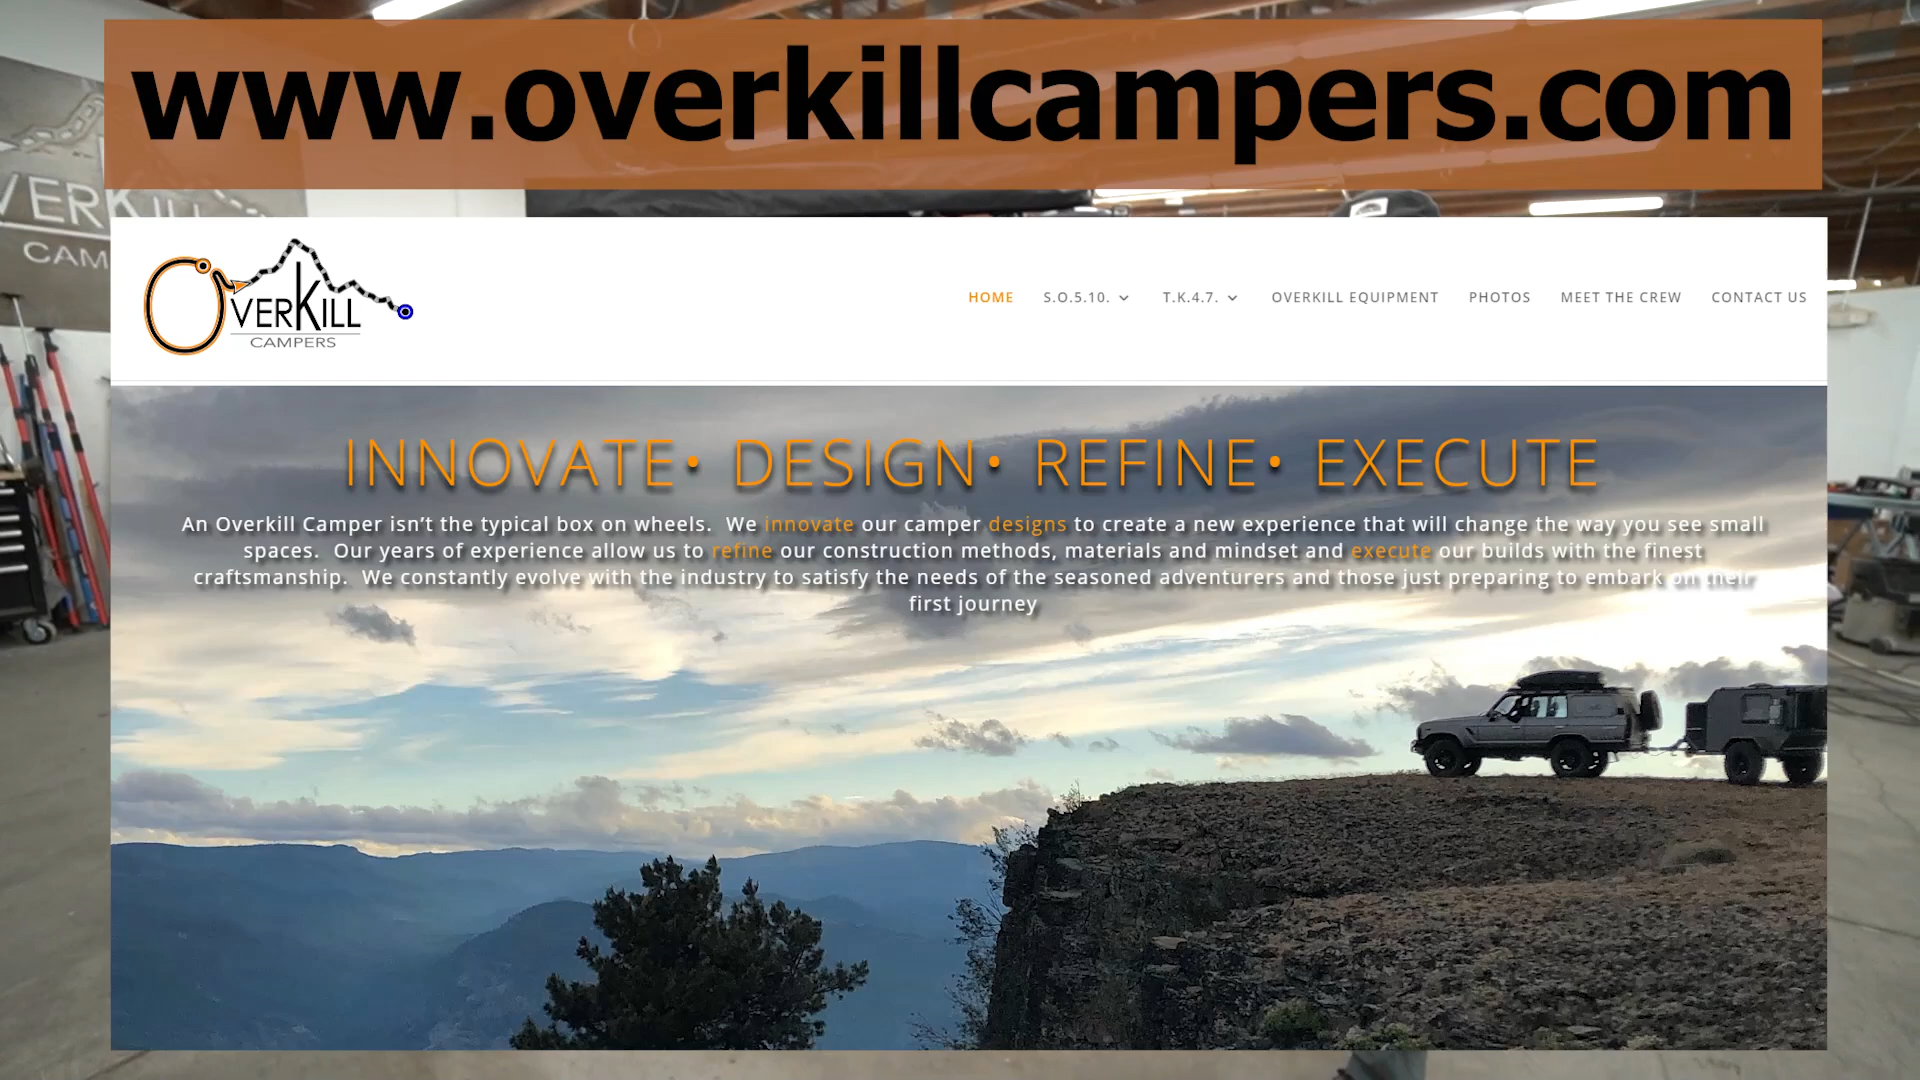 www.overkillcampers.com
VERKILL
CAM
OVERKILL
CAMPERS
HOME S.O.5.10. T.K.4.7. OVERKILL EQUIPMENT PHOTOS MEET THE CREW CONTACT US
INNOVATE• DESIGN• REFINE• EXECUTE
An Overkill Camper isn’t the typical box on wheels. We innovate our camper designs to create a new experience that will change the way you see small
spaces. Our years of experience allow us to refine our construction methods, materials and mindset and execute our builds with the finest
craftsmanship. We constantly evolve with the industry to satisfy the needs of the seasoned adventurers and those just preparing to embark on their
first journey